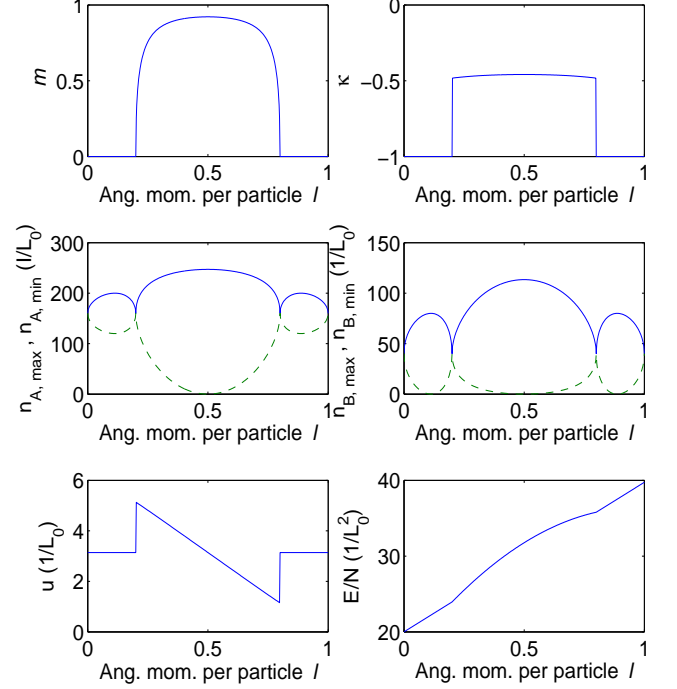 1
0.5
0
m
0 0.5 1
Ang. mom. per particle l
0
−0.5
−1
κ
0 0.5 1
Ang. mom. per particle l
300
200
100
0
n_A, max , n_A, min (I/L_0)
0 0.5 1
Ang. mom. per particle l
150
100
50
0
n_B, max , n_B, min (1/L_0)
0 0.5 1
Ang. mom. per particle l
6
4
2
0
u (1/L_0)
0 0.5 1
Ang. mom. per particle l
40
30
20
E/N (1/L_0^2)
0 0.5 1
Ang. mom. per particle l